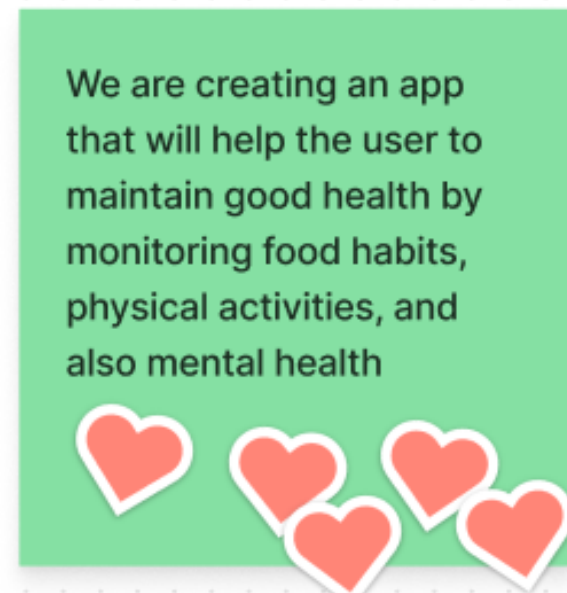 We are creating an app
that will help the user to
maintain good health by
monitoring food habits,
physical activities, and
also mental health